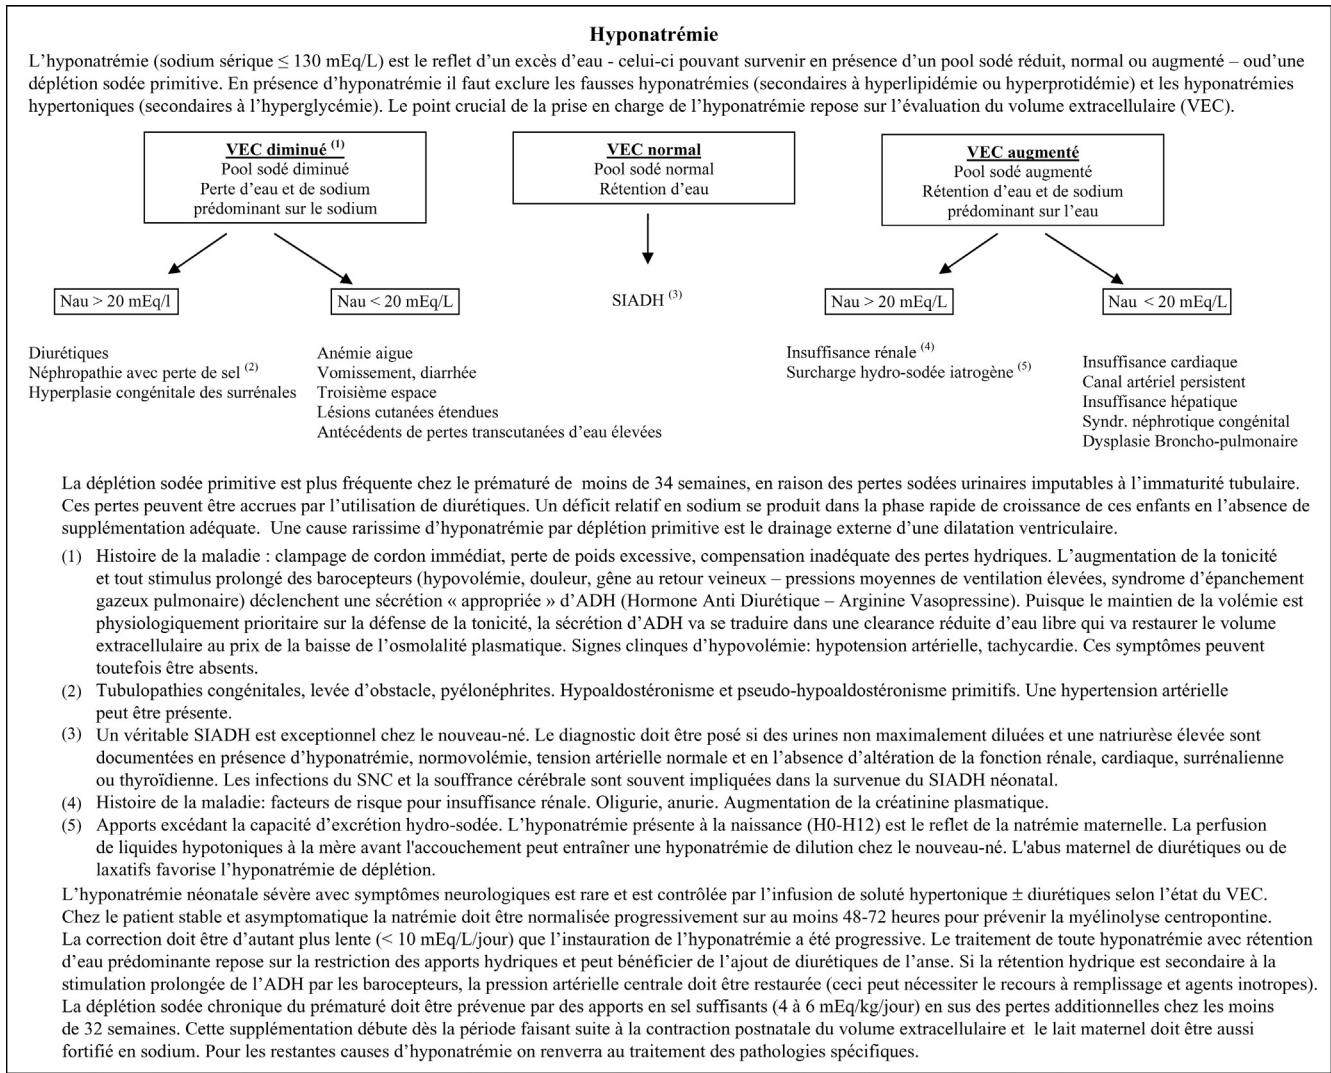 Hyponatrémie
L’hyponatrémie (sodium sérique ≤ 130 mEq/L) est le reflet d’un excès d’eau - celui-ci pouvant survenir en présence d’un pool sodé réduit, normal ou augmenté – oud’une
déplétion sodée primitive. En présence d’hyponatrémie il faut exclure les fausses hyponatrémies (secondaires à hyperlipidémie ou hyperprotidémie) et les hyponatrémies
hypertoniques (secondaires à l’hyperglycémie). Le point crucial de la prise en charge de l’hyponatrémie repose sur l’évaluation du volume extracellulaire (VEC).
VEC diminué (1)
Pool sodé diminué
Perte d’eau et de sodium
prédominant sur le sodium
VEC normal
Pool sodé normal
Rétention d’eau
VEC augmenté
Pool sodé augmenté
Rétention d’eau et de sodium
prédominant sur l’eau
Nau > 20 mEq/l
Nau < 20 mEq/L
SIADH (3)
Nau > 20 mEq/L
Nau < 20 mEq/L
Diurétiques
Néphropathie avec perte de sel (2)
Hyperplasie congénitale des surrénales
Anémie aigue
Vomissement, diarrhée
Troisième espace
Lésions cutanées étendues
Antécédents de pertes transcutanées d’eau élevées
Insuffisance rénale (4)
Surcharge hydro-sodée iatrogène (5)
Insuffisance cardiaque
Canal artériel persistent
Insuffisance hépatique
Syndr. néphrotique congénital
Dysplasie Broncho-pulmonaire
La déplétion sodée primitive est plus fréquente chez le prématuré de moins de 34 semaines, en raison des pertes sodées urinaires imputables à l’immaturité tubulaire.
Ces pertes peuvent être accrues par l’utilisation de diurétiques. Un déficit relatif en sodium se produit dans la phase rapide de croissance de ces enfants en l’absence de
supplémentation adéquate. Une cause rarissime d’hyponatrémie par déplétion primitive est le drainage externe d’une dilatation ventriculaire.
(1) Histoire de la maladie : clampage de cordon immédiat, perte de poids excessive, compensation inadéquate des pertes hydriques. L’augmentation de la tonicité
et tout stimulus prolongé des barocepteurs (hypovolémie, douleur, gêne au retour veineux – pressions moyennes de ventilation élevées, syndrome d’épanchement
gazeux pulmonaire) déclenchent une sécrétion « appropriée » d’ADH (Hormone Anti Diurétique – Arginine Vasopressine). Puisque le maintien de la volémie est
physiologiquement prioritaire sur la défense de la tonicité, la sécrétion d’ADH va se traduire dans une clearance réduite d’eau libre qui va restaurer le volume
extracellulaire au prix de la baisse de l’osmolalité plasmatique. Signes clinques d’hypovolémie: hypotension artérielle, tachycardie. Ces symptômes peuvent
toutefois être absents.
(2) Tubulopathies congénitales, levée d’obstacle, pyélonéphrites. Hypoaldostéronisme et pseudo-hypoaldostéronisme primitifs. Une hypertension artérielle
peut être présente.
(3) Un véritable SIADH est exceptionnel chez le nouveau-né. Le diagnostic doit être posé si des urines non maximalement diluées et une natriurèse élevée sont
documentées en présence d’hyponatrémie, normovolémie, tension artérielle normale et en l’absence d’altération de la fonction rénale, cardiaque, surrénalienne
ou thyroïdienne. Les infections du SNC et la souffrance cérébrale sont souvent impliquées dans la survenue du SIADH néonatal.
(4) Histoire de la maladie: facteurs de risque pour insuffisance rénale. Oligurie, anurie. Augmentation de la créatinine plasmatique.
(5) Apports excédant la capacité d’excrétion hydro-sodée. L’hyponatrémie présente à la naissance (H0-H12) est le reflet de la natrémie maternelle. La perfusion
de liquides hypotoniques à la mère avant l'accouchement peut entraîner une hyponatrémie de dilution chez le nouveau-né. L'abus maternel de diurétiques ou de
laxatifs favorise l’hyponatrémie de déplétion.
L’hyponatrémie néonatale sévère avec symptômes neurologiques est rare et est contrôlée par l’infusion de soluté hypertonique ± diurétiques selon l’état du VEC.
Chez le patient stable et asymptomatique la natrémie doit être normalisée progressivement sur au moins 48-72 heures pour prévenir la myélinolyse centropontine.
La correction doit être d’autant plus lente (< 10 mEq/L/jour) que l’instauration de l’hyponatrémie a été progressive. Le traitement de toute hyponatrémie avec rétention
d’eau prédominante repose sur la restriction des apports hydriques et peut bénéficier de l’ajout de diurétiques de l’anse. Si la rétention hydrique est secondaire à la
stimulation prolongée de l’ADH par les barocepteurs, la pression artérielle centrale doit être restaurée (ceci peut nécessiter le recours à remplissage et agents inotropes).
La déplétion sodée chronique du prématuré doit être prévenue par des apports en sel suffisants (4 à 6 mEq/kg/jour) en sus des pertes additionnelles chez les moins
de 32 semaines. Cette supplémentation débute dès la période faisant suite à la contraction postnatale du volume extracellulaire et le lait maternel doit être aussi
fortifié en sodium. Pour les restantes causes d’hyponatrémie on renverra au traitement des pathologies spécifiques.